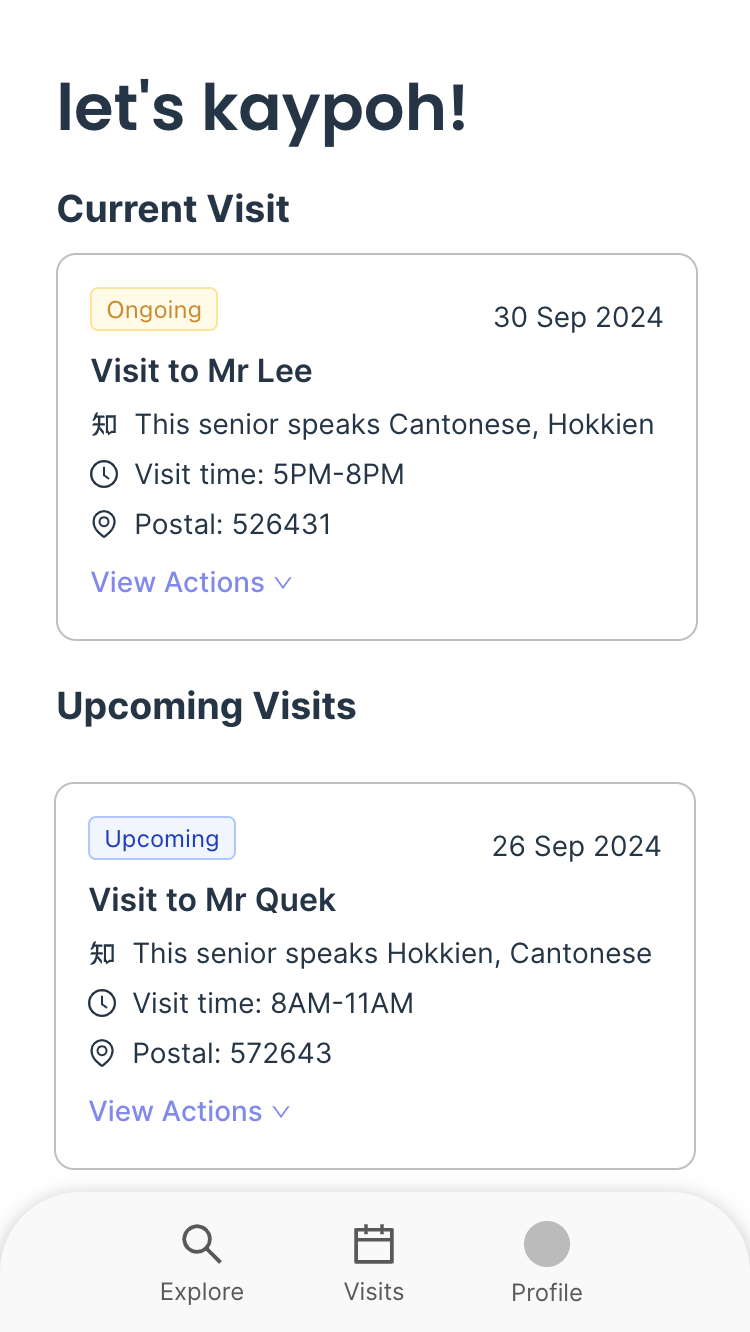 let's kaypoh!
Current Visit
Ongoing
30 Sep 2024
Visit to Mr Lee
知 This senior speaks Cantonese, Hokkien
Visit time: 5PM-8PM
Postal: 526431
View Actions
Upcoming Visits
Upcoming
26 Sep 2024
Visit to Mr Quek
知 This senior speaks Hokkien, Cantonese
Visit time: 8AM-11AM
Postal: 572643
View Actions
Explore
Visits
Profile